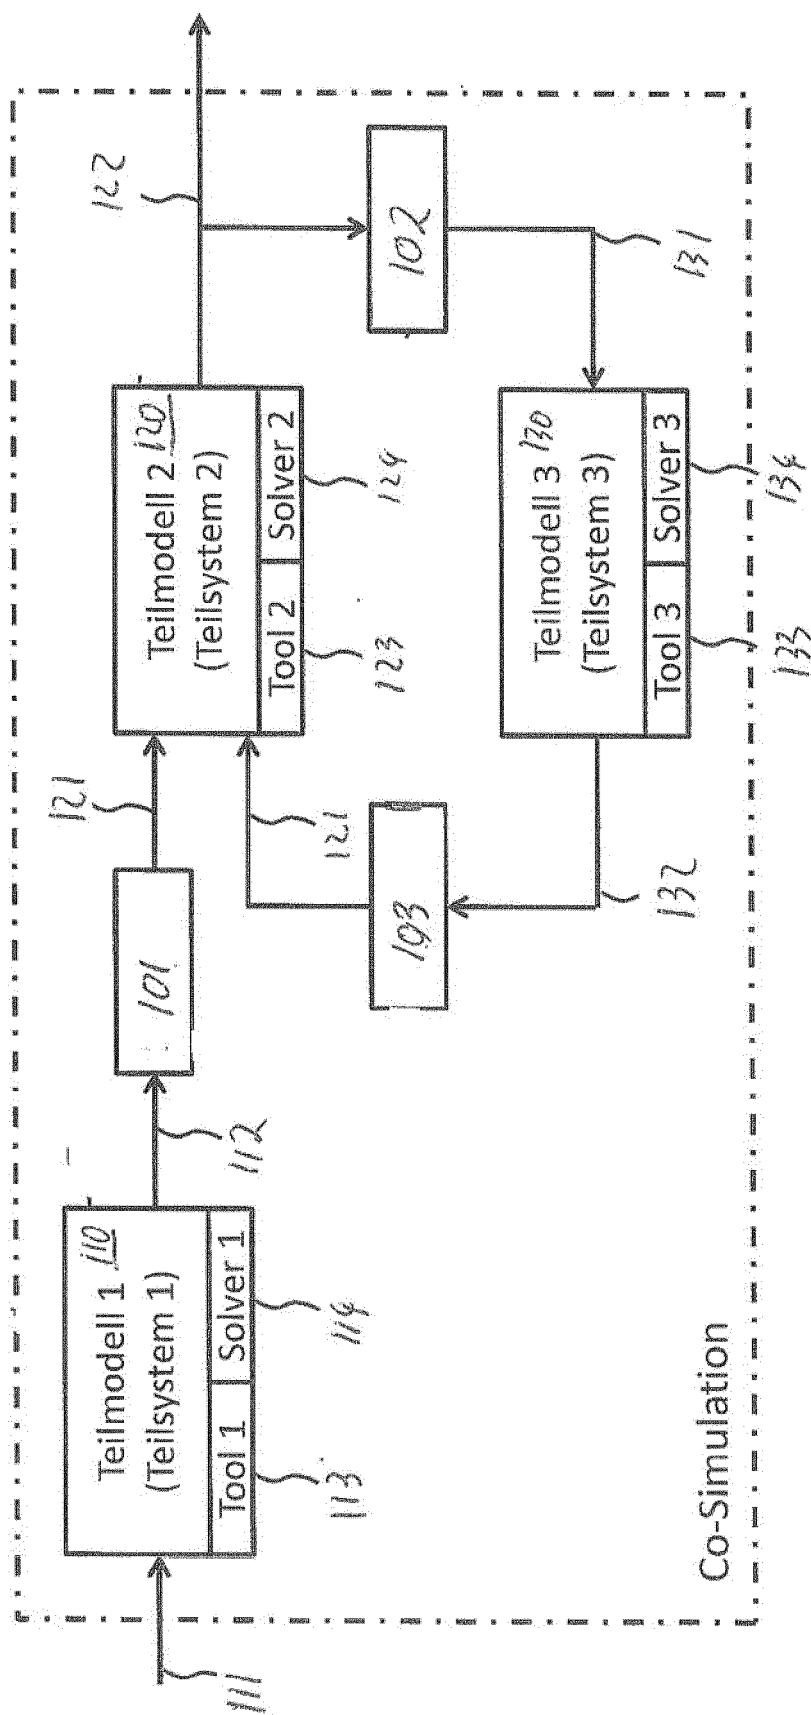 111
Teilmodell 1 110
(Teilsystem 1)
Tool 1
Solver 1
113
114
112
101
121
Teilmodell 2 120
(Teilsystem 2)
Tool 2
Solver 2
123
124
122
121
103
102
132
131
Teilmodell 3 130
(Teilsystem 3)
Tool 3
Solver 3
133
134
Co-Simulation